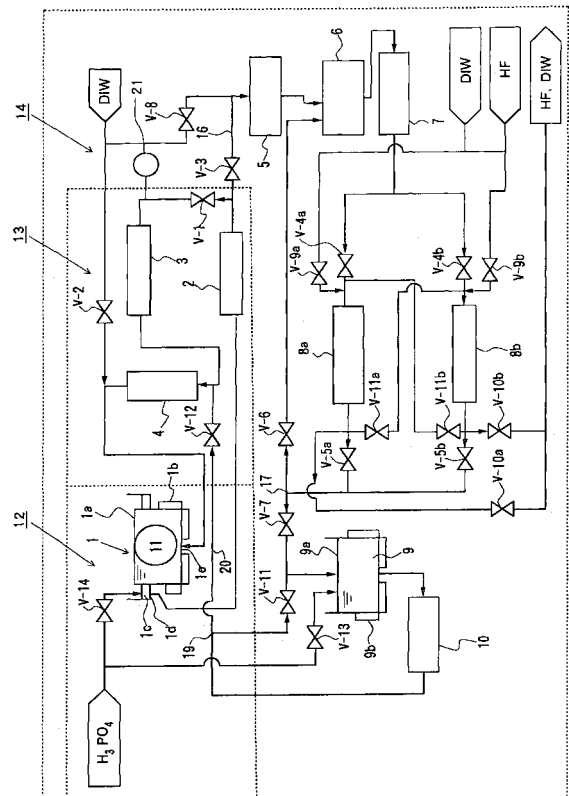 12
13
14
DIW
21
V-8
16
V-3
V-1
V-2
3
2
4
V-12
5
6
7
DIW
HF
HF, DIW
V-14
1
1a
1b
11
1c
1d
1e
20
19
H3 PO4
V-6
17
V-7
V-11
V-13
9a
9
9b
10
V-9a
V-4a
V-4b
V-9b
8a
8b
V-11a
V-11b
V-5a
V-5b
V-10b
V-10a